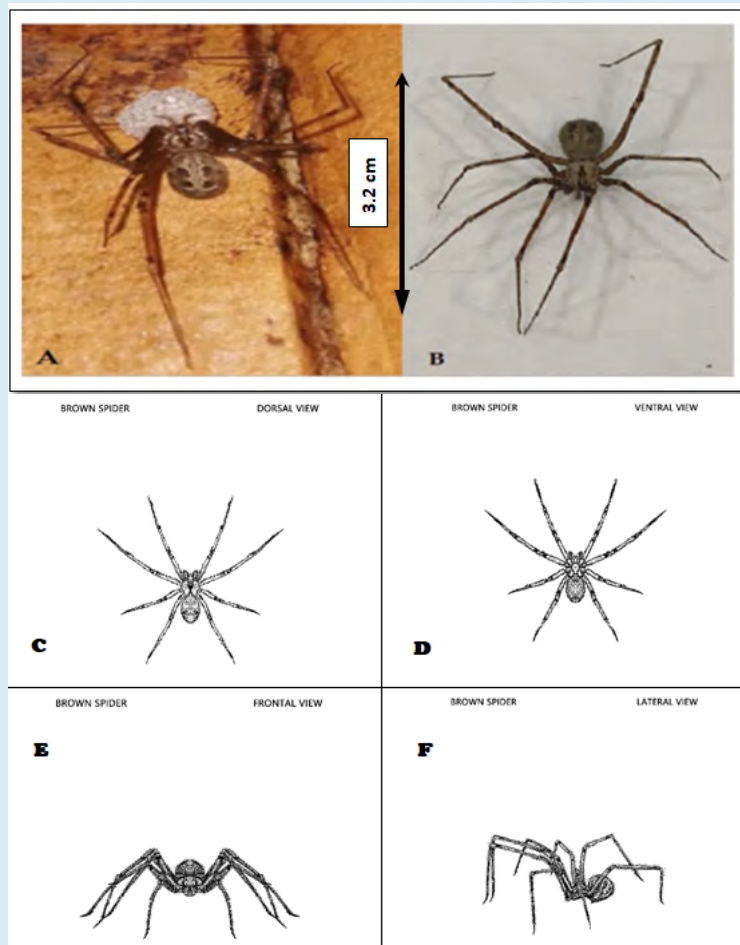 3.2 cm
A
B
BROWN SPIDER DORSAL VIEW
C
BROWN SPIDER VENTRAL VIEW
D
BROWN SPIDER FRONTAL VIEW
E
BROWN SPIDER LATERAL VIEW
F